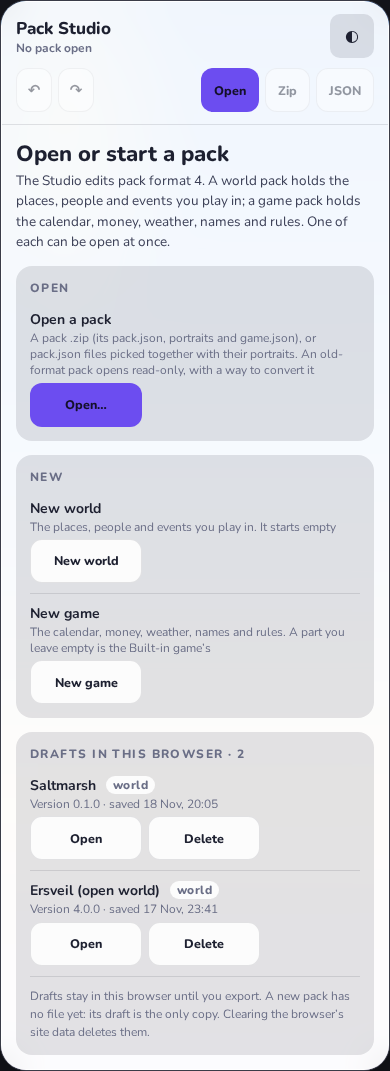 Pack Studio
No pack open
Open
Zip
JSON
Open or start a pack
The Studio edits pack format 4. A world pack holds the
places, people and events you play in; a game pack holds
the calendar, money, weather, names and rules. One of
each can be open at once.
OPEN
Open a pack
A pack .zip (its pack.json, portraits and game.json), or
pack.json files picked together with their portraits. An old-
format pack opens read-only, with a way to convert it
Open…
NEW
New world
The places, people and events you play in. It starts empty
New world
New game
The calendar, money, weather, names and rules. A part you
leave empty is the Built-in game's
New game
DRAFTS IN THIS BROWSER · 2
Saltmarsh world
Version 0.1.0 · saved 18 Nov, 20:05
Open
Delete
Ersveil (open world) world
Version 4.0.0 · saved 17 Nov, 23:41
Open
Delete
Drafts stay in this browser until you export. A new pack has
no file yet: its draft is the only copy. Clearing the browser's
site data deletes them.